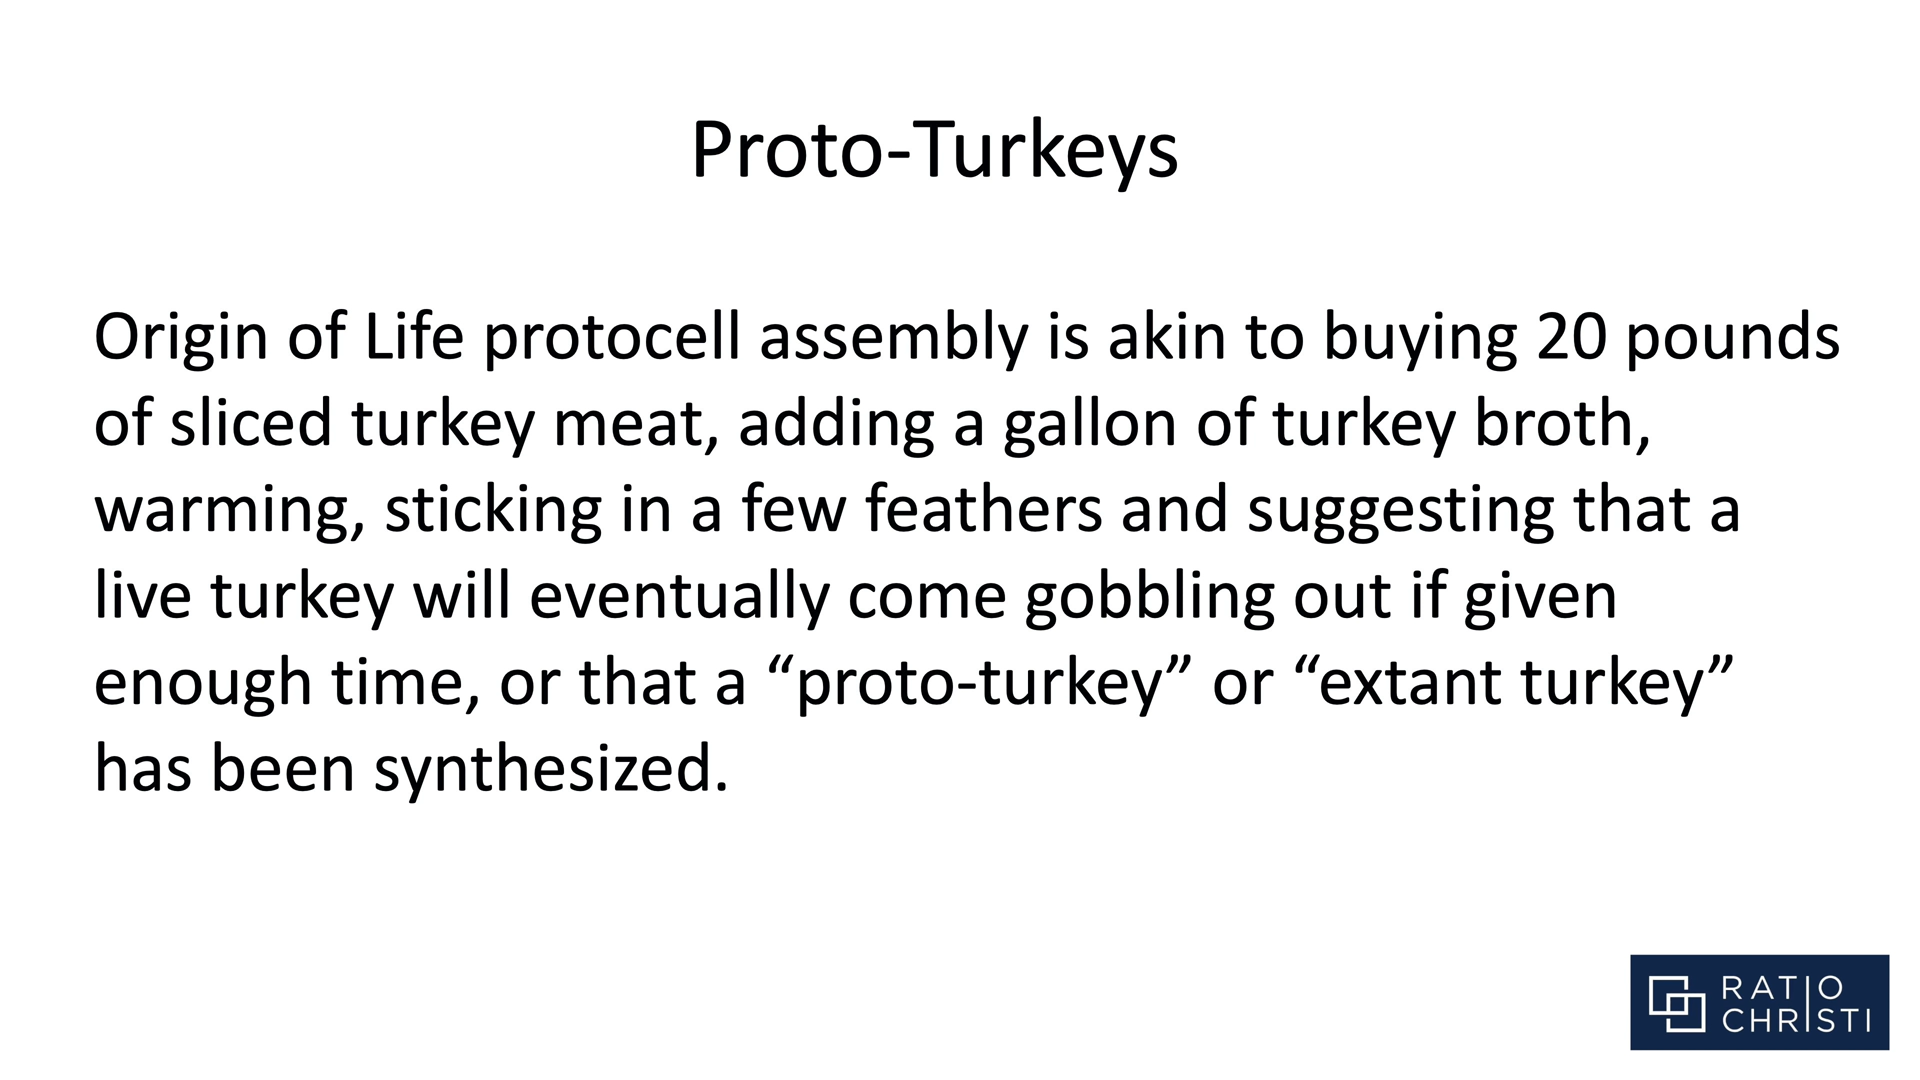 Proto-Turkeys
Origin of Life protocell assembly is akin to buying 20 pounds
of sliced turkey meat, adding a gallon of turkey broth,
warming, sticking in a few feathers and suggesting that a
live turkey will eventually come gobbling out if given
enough time, or that a “proto-turkey” or “extant turkey”
has been synthesized.
RATIO
CHRISTI